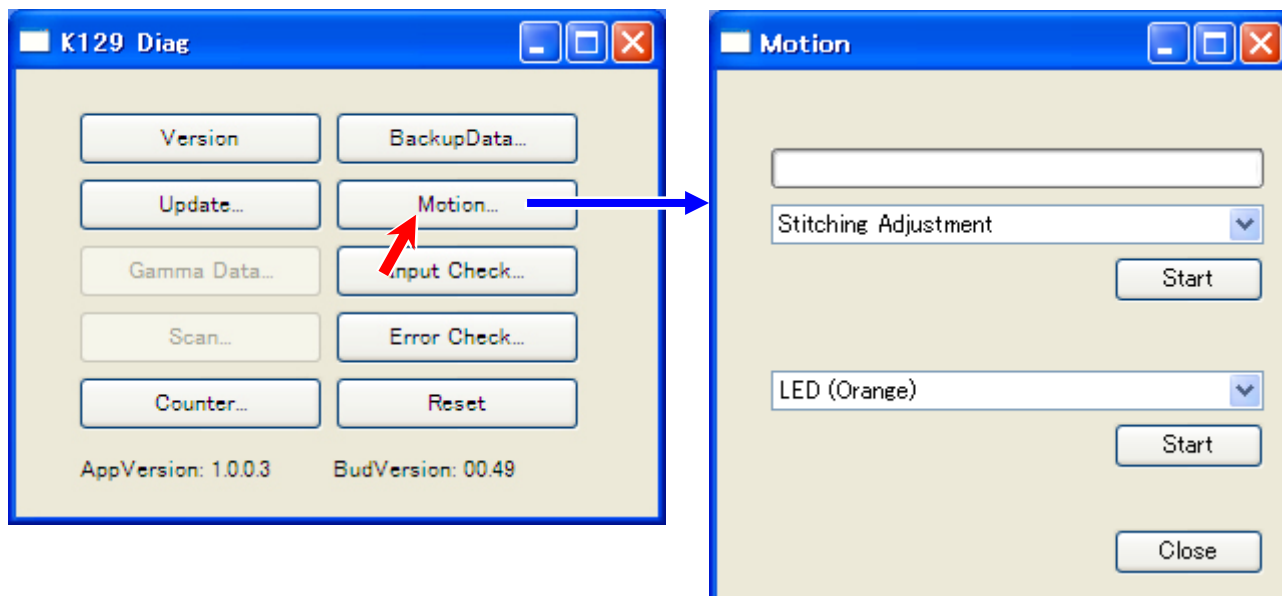 K129 Diag
Version
BackupData...
Update...
Motion...
Gamma Data...
Input Check...
Scan...
Error Check...
Counter...
Reset
AppVersion: 1.0.0.3
BudVersion: 00.49
Motion
Stitching Adjustment
Start
LED (Orange)
Start
Close